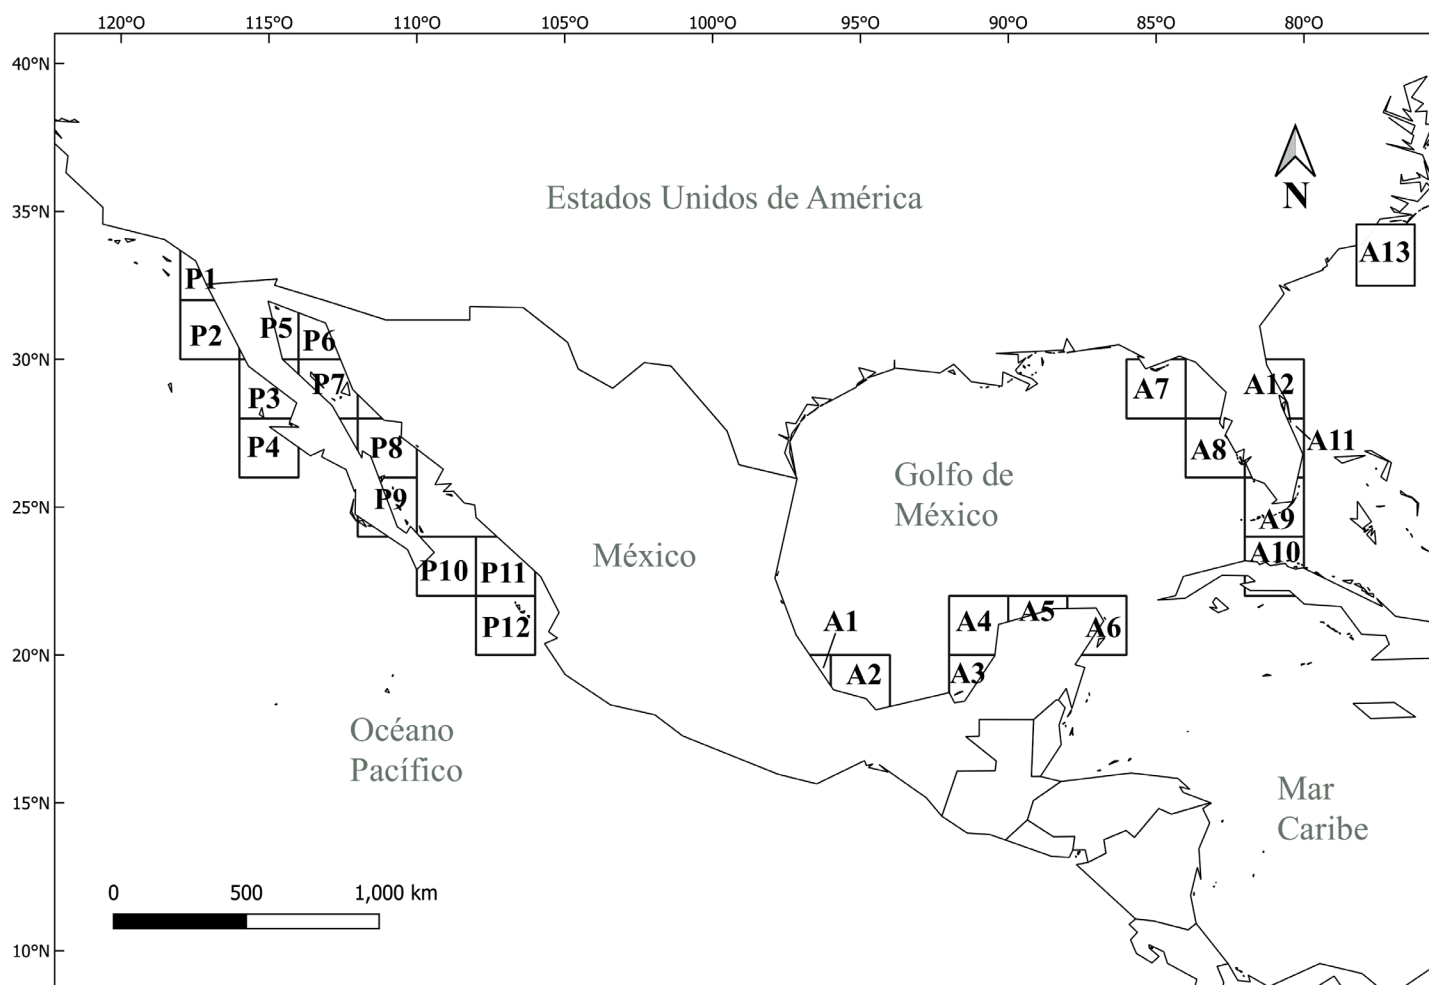 120°O
115°O
110°O
105°O
100°O
95°O
90°O
85°O
80°O
40°N
35°N
30°N
25°N
20°N
15°N
10°N
N
Estados Unidos de América
A13
P1
P2
P5
P6
P7
P3
P4
P8
P9
P10
P11
P12
México
Golfo de
México
A7
A8
A12
A11
A9
A10
A1
A2
A4
A5
A6
A3
Océano
Pacífico
Mar
Caribe
0 500 1,000 km